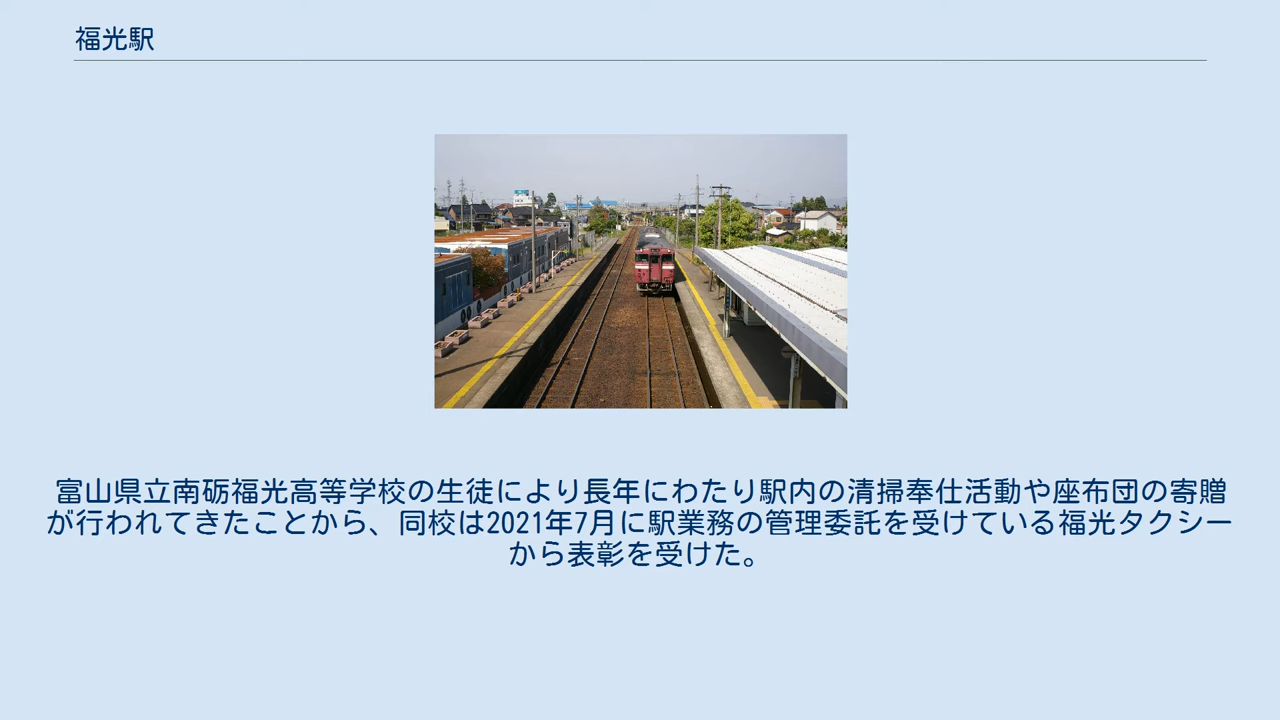 福光駅
富山県立南砺福光高等学校の生徒により長年にわたり駅内の清掃奉仕活動や座布団の寄贈
が行われてきたことから、同校は2021年7月に駅業務の管理委託を受けている福光タクシー
から表彰を受けた。